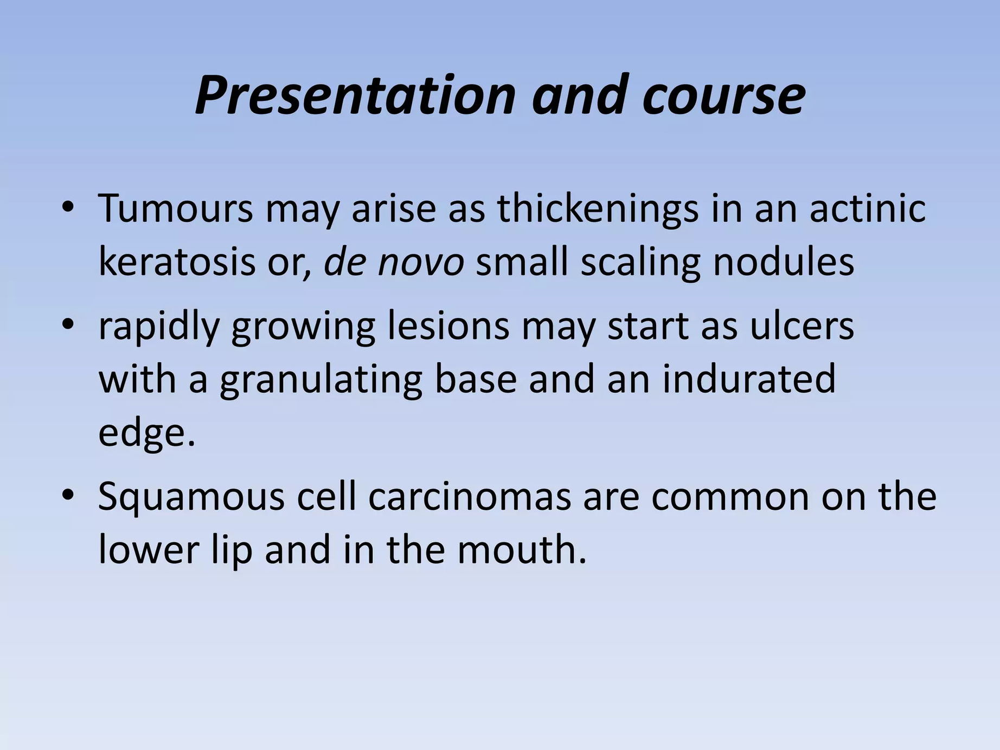 Presentation and course
• Tumours may arise as thickenings in an actinic
keratosis or, de novo small scaling nodules
• rapidly growing lesions may start as ulcers
with a granulating base and an indurated
edge.
• Squamous cell carcinomas are common on the
lower lip and in the mouth.